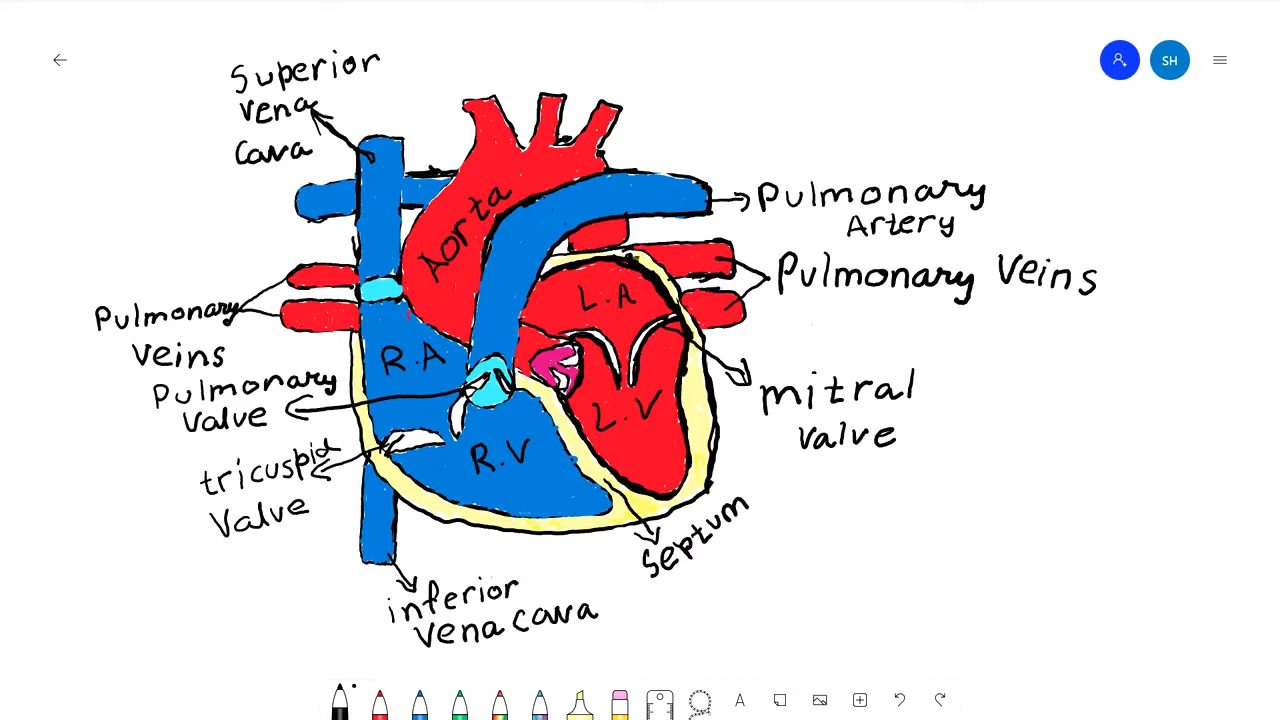 Superior
vena
cava
SH
Pulmonary
Artery
Aorta
Pulmonary Veins
L.A
Pulmonary
veins
R.A
Pulmonary
valve
mitral
valve
L.V
R.V
tricuspid
Valve
Septum
inferior
vena cava
A